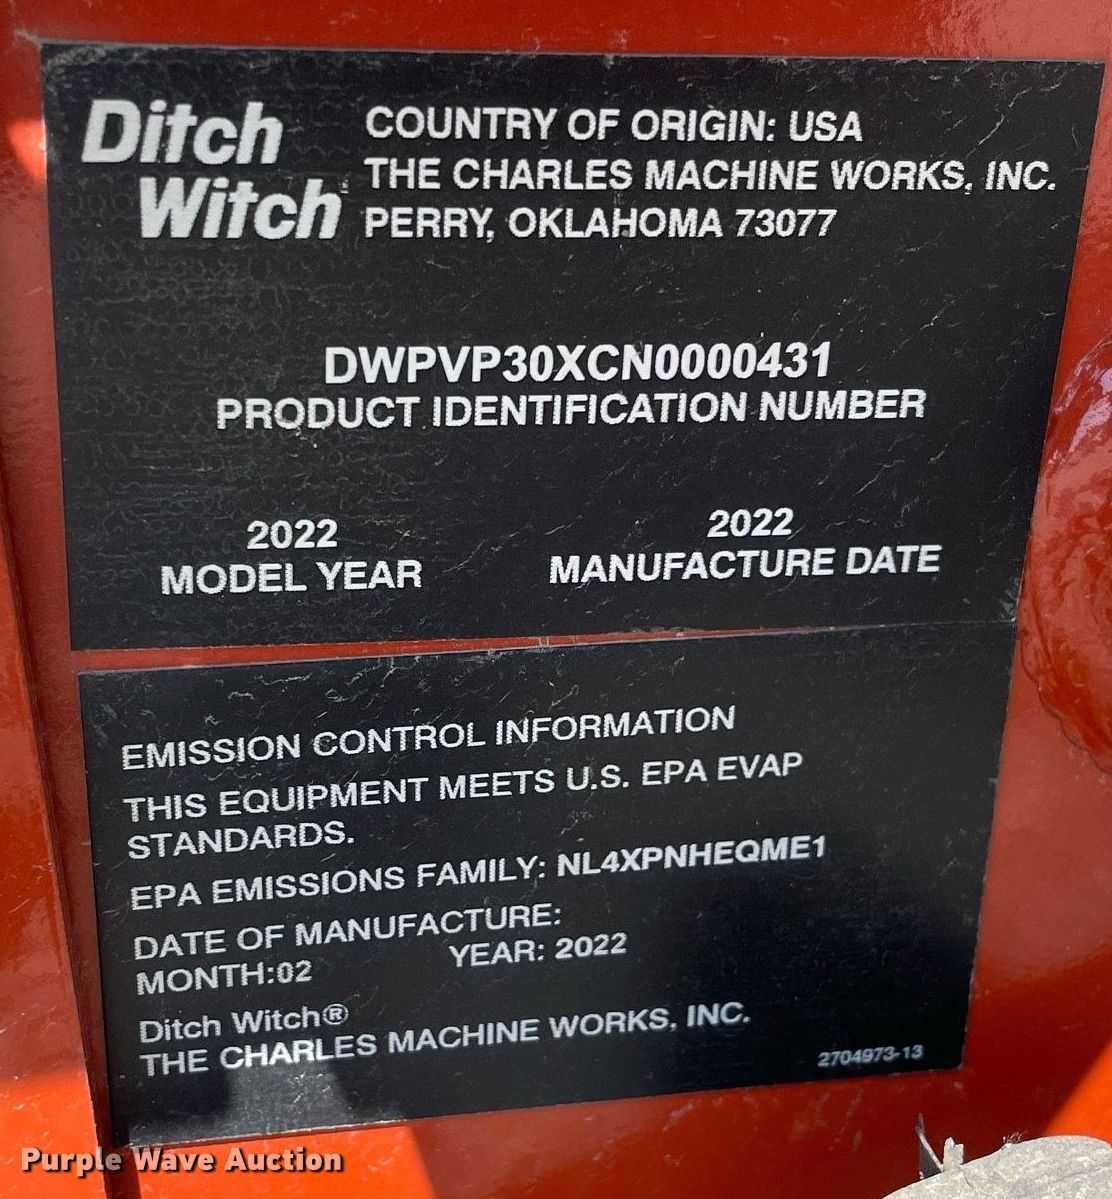 Ditch
Witch
COUNTRY OF ORIGIN: USA
THE CHARLES MACHINE WORKS, INC.
PERRY, OKLAHOMA 73077
DWPVP30XCN0000431
PRODUCT IDENTIFICATION NUMBER
2022
MODEL YEAR
2022
MANUFACTURE DATE
EMISSION CONTROL INFORMATION
THIS EQUIPMENT MEETS U.S. EPA EVAP
STANDARDS.
EPA EMISSIONS FAMILY: NL4XPNHEQME1
DATE OF MANUFACTURE:
MONTH:02 YEAR: 2022
Ditch Witch®
THE CHARLES MACHINE WORKS, INC.
2704973-13
Purple Wave Auction